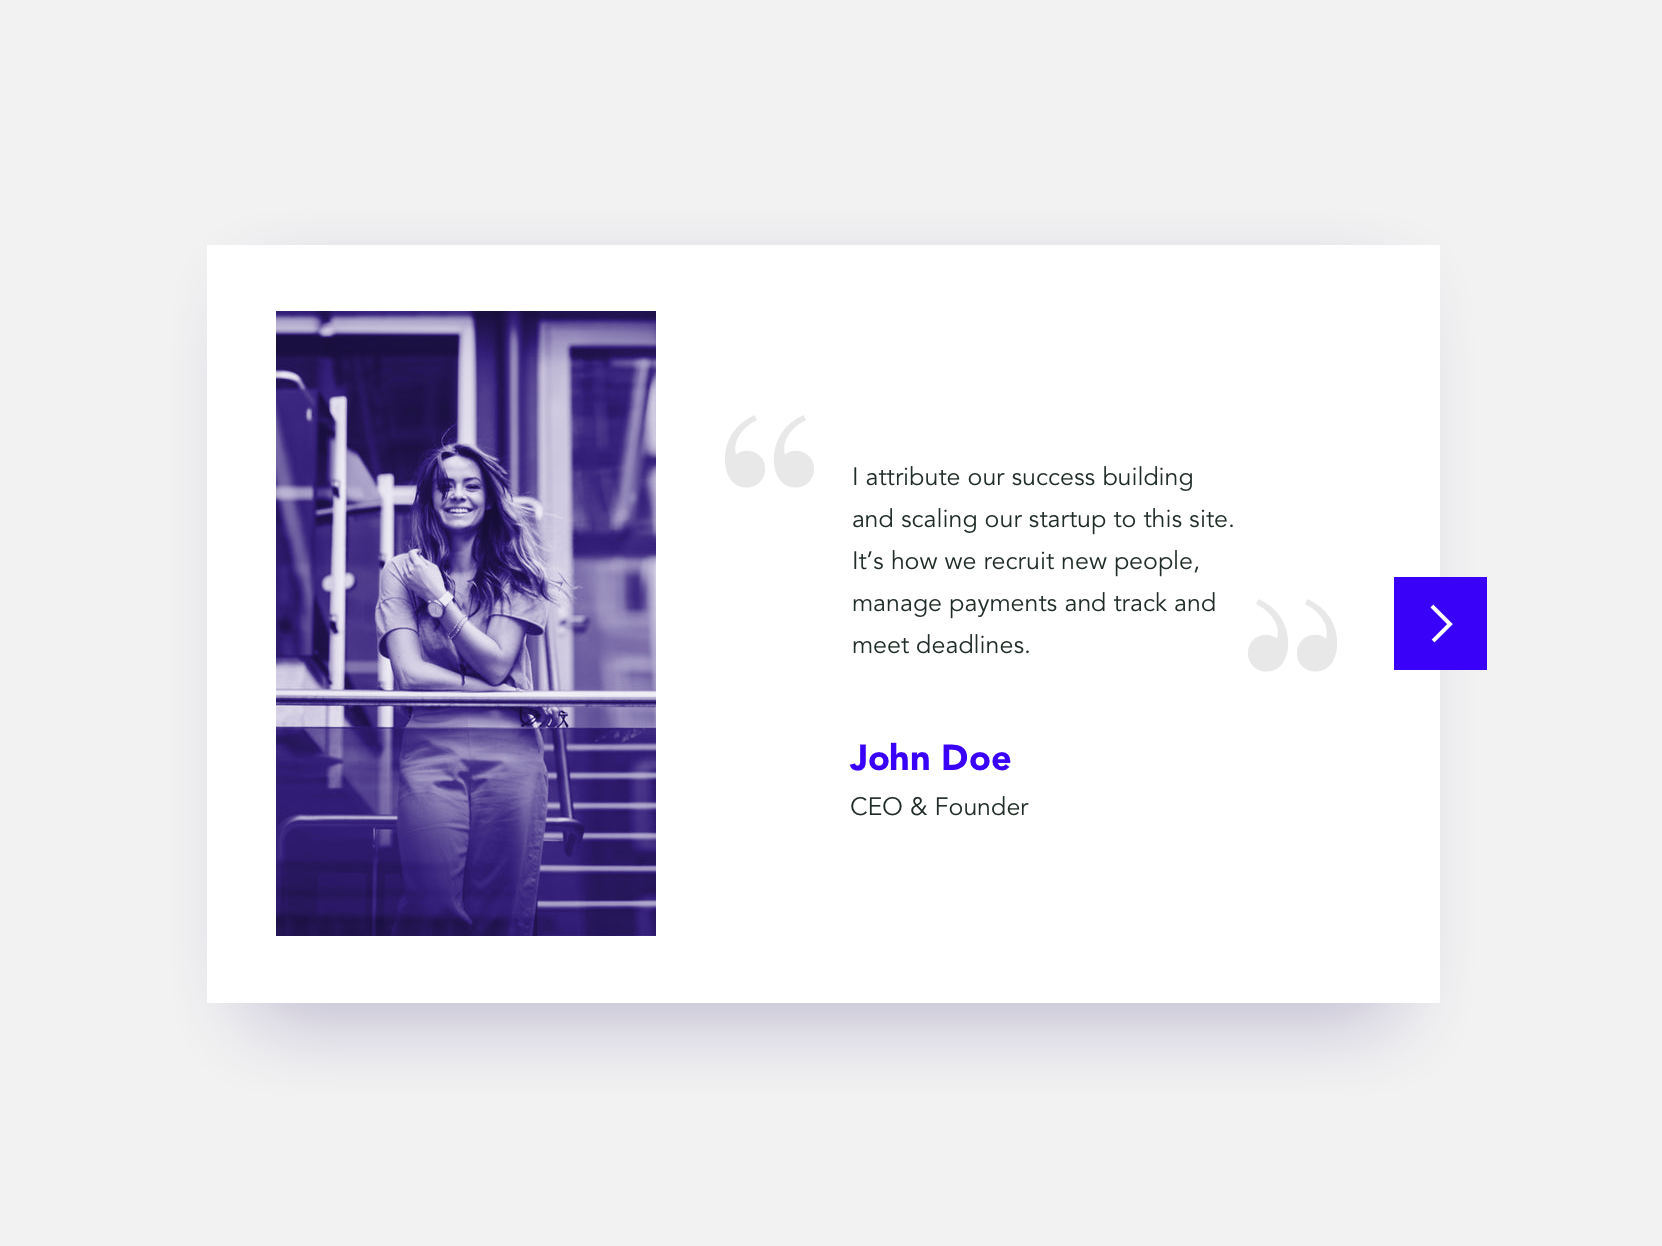 “
I attribute our success building
and scaling our startup to this site.
It’s how we recruit new people,
manage payments and track and
meet deadlines.
”
John Doe
CEO & Founder